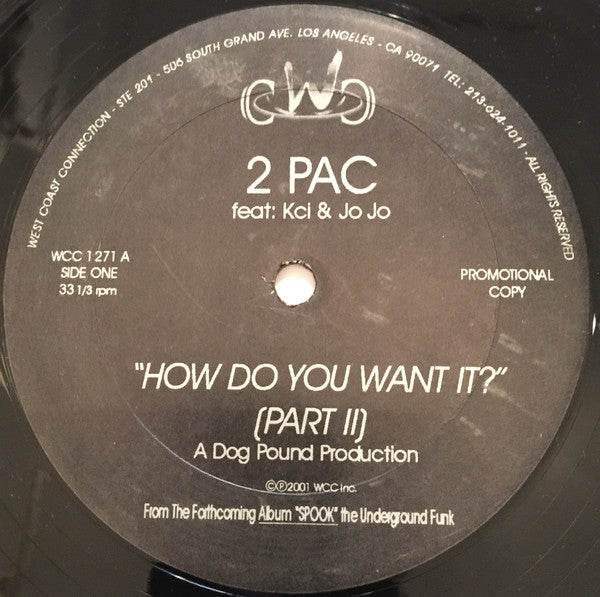 WEST COAST CONNECTION - STE 201 - 506 SOUTH GRAND AVE. LOS ANGELES - CA 90071 TEL: 213-624-1011 - ALL RIGHTS RESERVED
CWC
2 PAC
feat: Kci & Jo Jo
WCC 1271 A
SIDE ONE
33 1/3 rpm
PROMOTIONAL
COPY
"HOW DO YOU WANT IT?"
(PART II)
A Dog Pound Production
©℗2001 WCC Inc.
From The Forthcoming Album "SPOOK" the Underground Funk